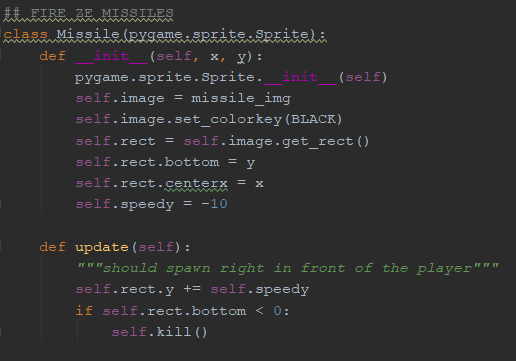 ## FIRE ZE MISSILES
class Missile(pygame.sprite.Sprite):
    def __init__(self, x, y):
        pygame.sprite.Sprite.__init__(self)
        self.image = missile_img
        self.image.set_colorkey(BLACK)
        self.rect = self.image.get_rect()
        self.rect.bottom = y
        self.rect.centerx = x
        self.speedy = -10

    def update(self):
        """should spawn right in front of the player"""
        self.rect.y += self.speedy
        if self.rect.bottom < 0:
            self.kill()